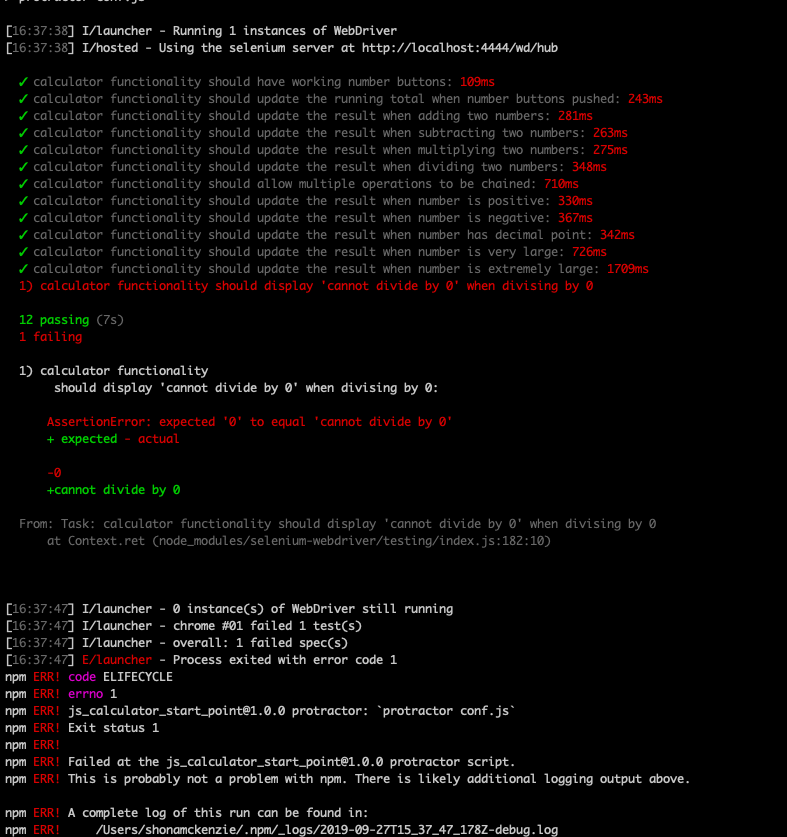 protractor conf.js
[16:37:38] I/launcher - Running 1 instances of WebDriver
[16:37:38] I/hosted - Using the selenium server at http://localhost:4444/wd/hub
✓ calculator functionality should have working number buttons: 109ms
✓ calculator functionality should update the running total when number buttons pushed: 243ms
✓ calculator functionality should update the result when adding two numbers: 281ms
✓ calculator functionality should update the result when subtracting two numbers: 263ms
✓ calculator functionality should update the result when multiplying two numbers: 275ms
✓ calculator functionality should update the result when dividing two numbers: 348ms
✓ calculator functionality should allow multiple operations to be chained: 710ms
✓ calculator functionality should update the result when number is positive: 330ms
✓ calculator functionality should update the result when number is negative: 367ms
✓ calculator functionality should update the result when number has decimal point: 342ms
✓ calculator functionality should update the result when number is very large: 726ms
✓ calculator functionality should update the result when number is extremely large: 1709ms
1) calculator functionality should display 'cannot divide by 0' when divising by 0
12 passing (7s)
1 failing
1) calculator functionality
should display 'cannot divide by 0' when divising by 0:
AssertionError: expected '0' to equal 'cannot divide by 0'
+ expected - actual
-0
+cannot divide by 0
From: Task: calculator functionality should display 'cannot divide by 0' when divising by 0
at Context.ret (node_modules/selenium-webdriver/testing/index.js:182:10)
[16:37:47] I/launcher - 0 instance(s) of WebDriver still running
[16:37:47] I/launcher - chrome #01 failed 1 test(s)
[16:37:47] I/launcher - overall: 1 failed spec(s)
[16:37:47] E/launcher - Process exited with error code 1
npm ERR! code ELIFECYCLE
npm ERR! errno 1
npm ERR! js_calculator_start_point@1.0.0 protractor: `protractor conf.js`
npm ERR! Exit status 1
npm ERR!
npm ERR! Failed at the js_calculator_start_point@1.0.0 protractor script.
npm ERR! This is probably not a problem with npm. There is likely additional logging output above.
npm ERR! A complete log of this run can be found in:
npm ERR! /Users/shonamckenzie/.npm/_logs/2019-09-27T15_37_47_178Z-debug.log